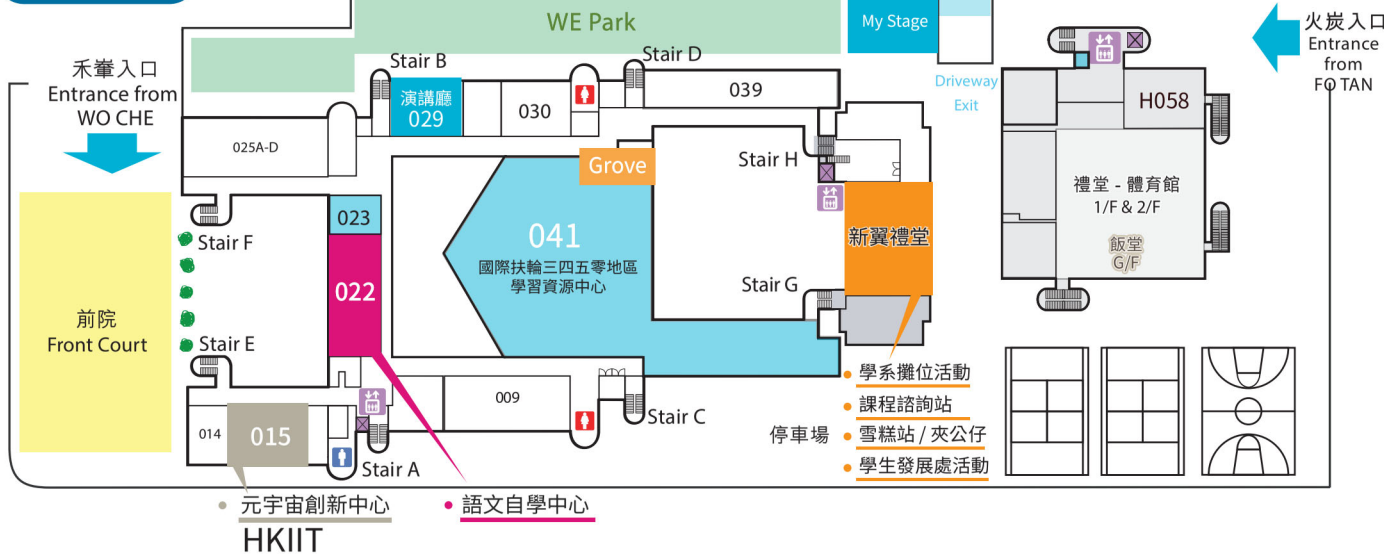 WE Park
My Stage
火炭入口
Entrance
from
FO TAN
禾輋入口
Entrance from
WO CHE
Stair B
Stair D
Driveway
Exit
演講廳
029
030
039
H058
025A-D
Stair H
Grove
禮堂 - 體育館
1/F & 2/F
023
Stair F
041
國際扶輪三四五零地區
學習資源中心
新翼禮堂
飯堂
G/F
022
Stair G
前院
Front Court
Stair E
學系攤位活動
009
課程諮詢站
Stair C
014
015
停車場
雪糕站 / 夾公仔
Stair A
學生發展處活動
元宇宙創新中心
HKIIT
語文自學中心